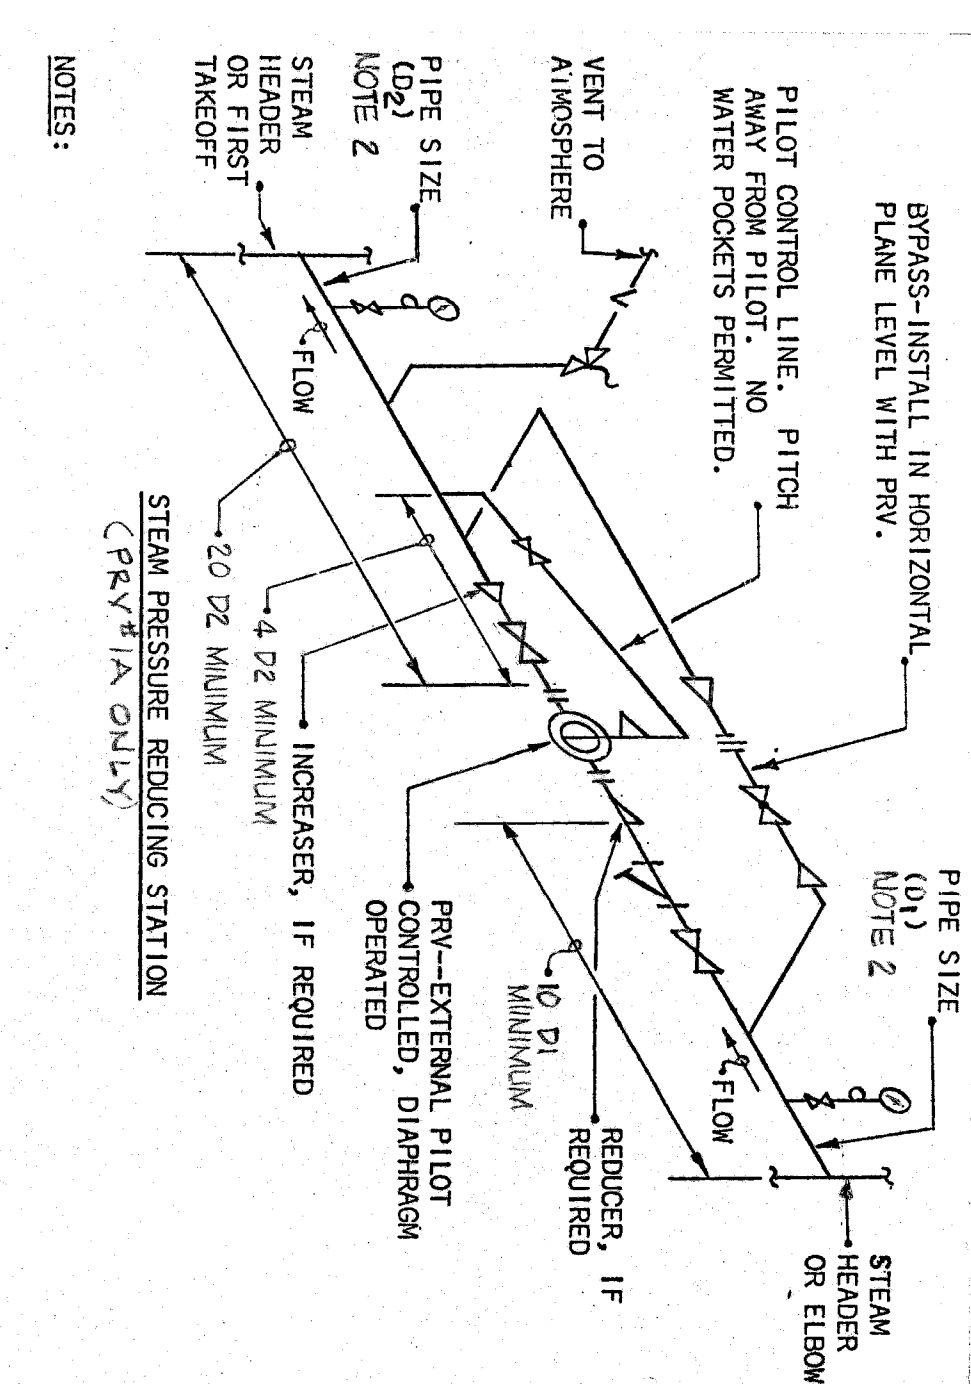 BYPASS-INSTALL IN HORIZONTAL
PLANE LEVEL WITH PRV.
PILOT CONTROL LINE. PITCH
AWAY FROM PILOT. NO
WATER POCKETS PERMITTED.
VENT TO
ATMOSPHERE
PIPE SIZE
(D2)
NOTE 2
STEAM
HEADER
OR FIRST
TAKEOFF
FLOW
PIPE SIZE
(D1)
NOTE 2
FLOW
STEAM
HEADER
OR ELBOW
REDUCER, IF
REQUIRED
10 D1
MINIMUM
PRV--EXTERNAL PILOT
CONTROLLED, DIAPHRAGM
OPERATED
INCREASER, IF REQUIRED
4 D2 MINIMUM
20 D2 MINIMUM
STEAM PRESSURE REDUCING STATION
(PRV#1A ONLY)
NOTES: